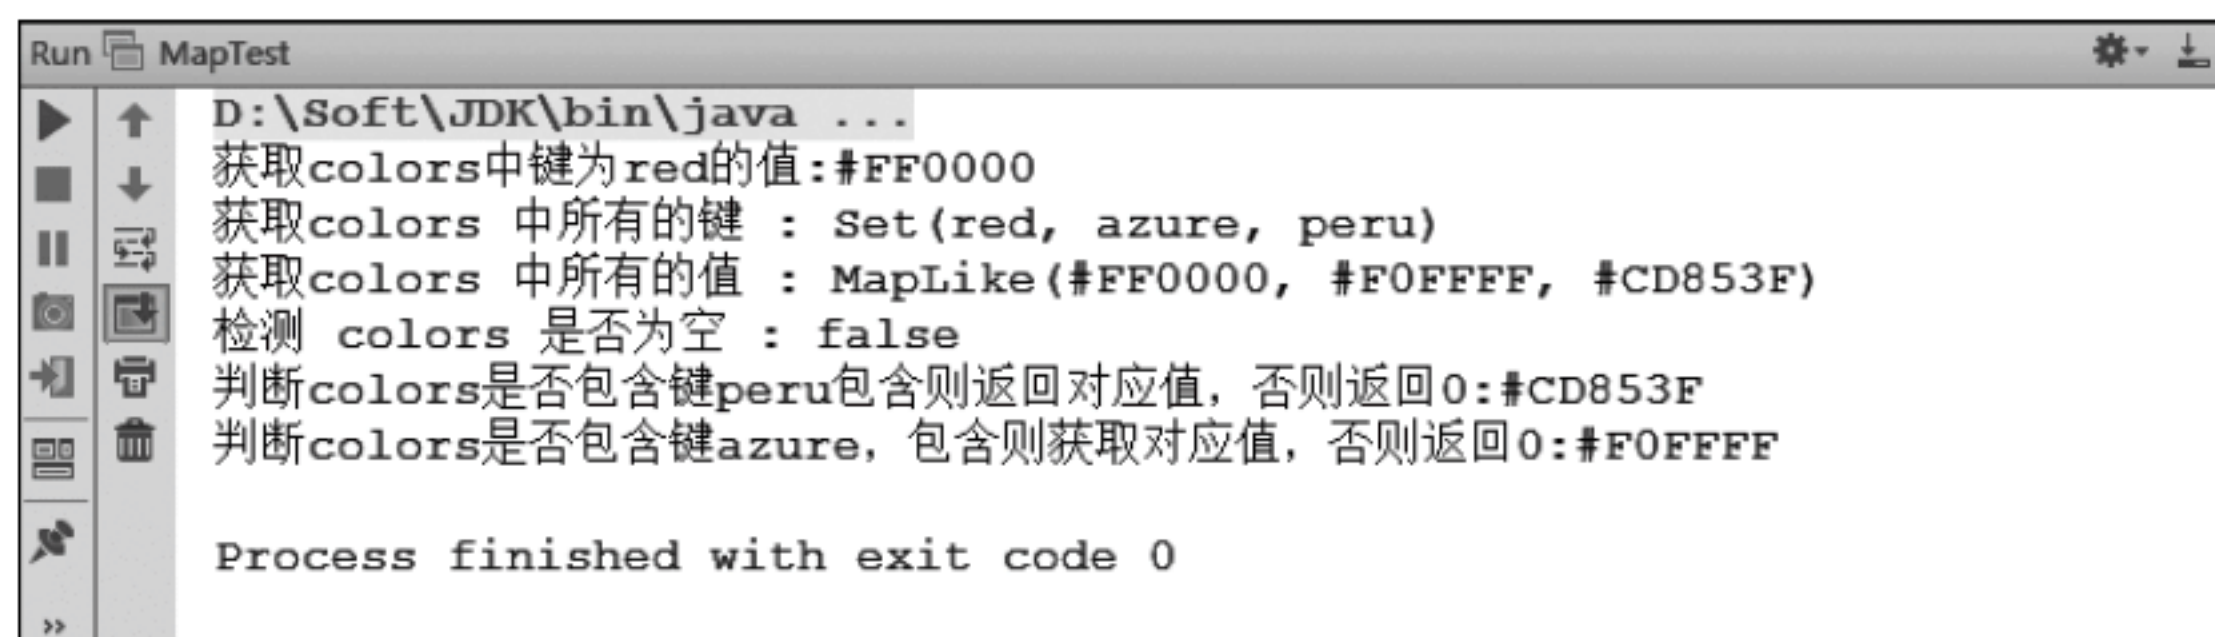 Run MapTest
D:\Soft\JDK\bin\java ...
获取colors中键为red的值:#FF0000
获取colors 中所有的键 : Set(red, azure, peru)
获取colors 中所有的值 : MapLike(#FF0000, #F0FFFF, #CD853F)
检测 colors 是否为空 : false
判断colors是否包含键peru包含则返回对应值，否则返回0:#CD853F
判断colors是否包含键azure，包含则获取对应值，否则返回0:#F0FFFF
Process finished with exit code 0